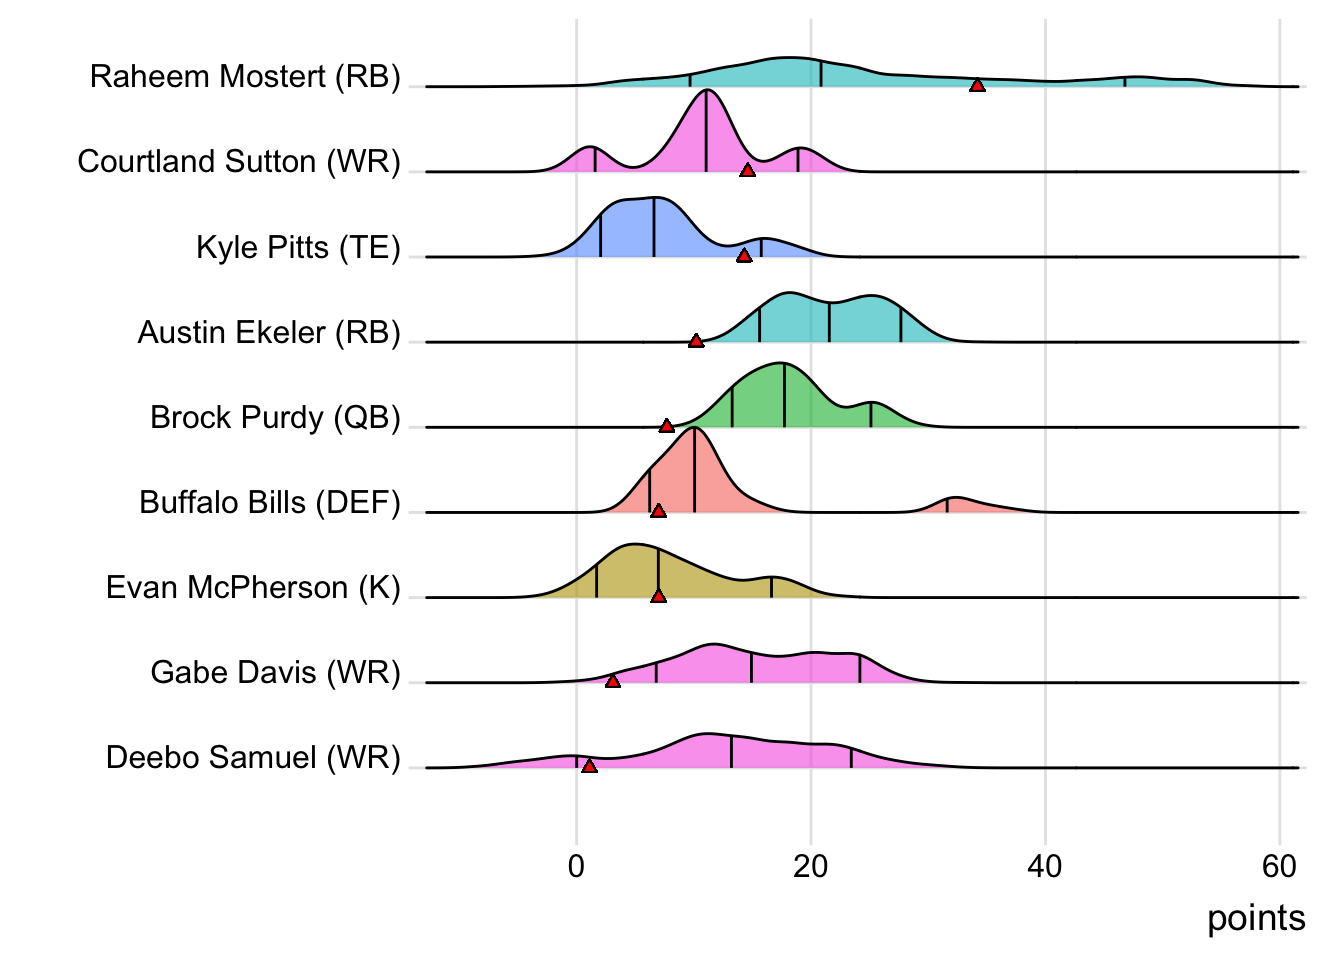 Raheem Mostert (RB)
Courtland Sutton (WR)
Kyle Pitts (TE)
Austin Ekeler (RB)
Brock Purdy (QB)
Buffalo Bills (DEF)
Evan McPherson (K)
Gabe Davis (WR)
Deebo Samuel (WR)
0 20 40 60
points